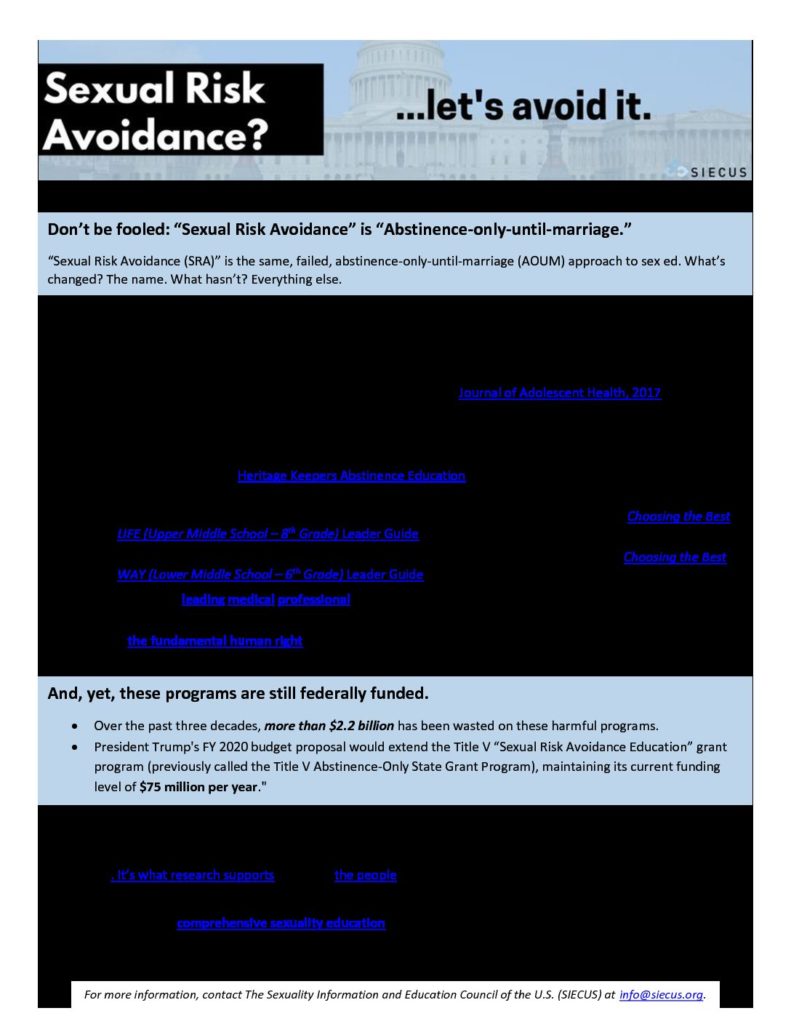 Sexual Risk
Avoidance?
...let's avoid it.
SIECUS
Don’t be fooled: “Sexual Risk Avoidance” is “Abstinence-only-until-marriage.”
“Sexual Risk Avoidance (SRA)” is the same, failed, abstinence-only-until-marriage (AOUM) approach to sex ed. What’s
changed? The name. What hasn’t? Everything else.
Journal of Adolescent Health, 2017
Heritage Keepers Abstinence Education
Choosing the Best
(Upper Middle School – 8th Grade) Leader Guide
Choosing the Best
WAY (Lower Middle School – 6th Grade) Leader Guide
leading medical professional
the fundamental human right
And, yet, these programs are still federally funded.
• Over the past three decades, more than $2.2 billion has been wasted on these harmful programs.
• President Trump's FY 2020 budget proposal would extend the Title V “Sexual Risk Avoidance Education” grant
program (previously called the Title V Abstinence-Only State Grant Program), maintaining its current funding
level of $75 million per year."
. It’s what research supports the people
comprehensive sexuality education
For more information, contact The Sexuality Information and Education Council of the U.S. (SIECUS) at info@siecus.org.